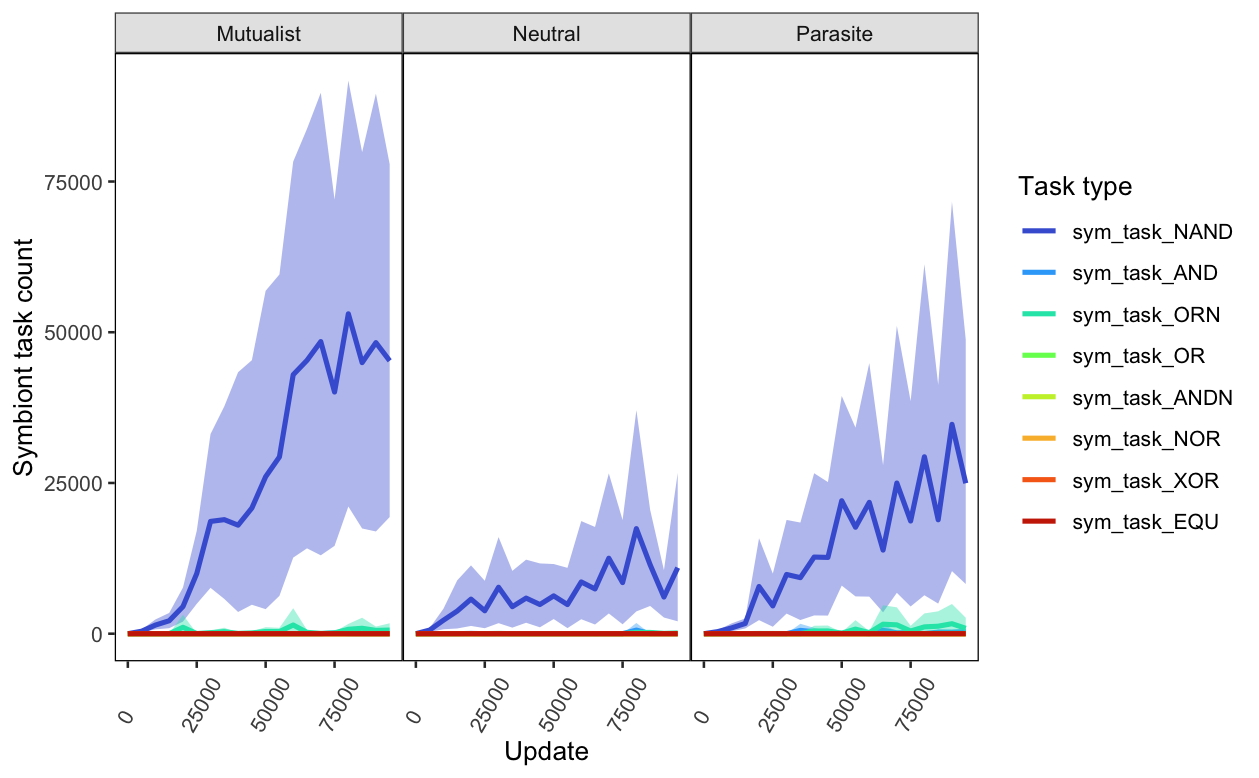 Mutualist
Neutral
Parasite
Symbiont task count
75000
50000
25000
0
0
25000
50000
75000
0
25000
50000
75000
0
25000
50000
75000
Update
Task type
sym_task_NAND
sym_task_AND
sym_task_ORN
sym_task_OR
sym_task_ANDN
sym_task_NOR
sym_task_XOR
sym_task_EQU